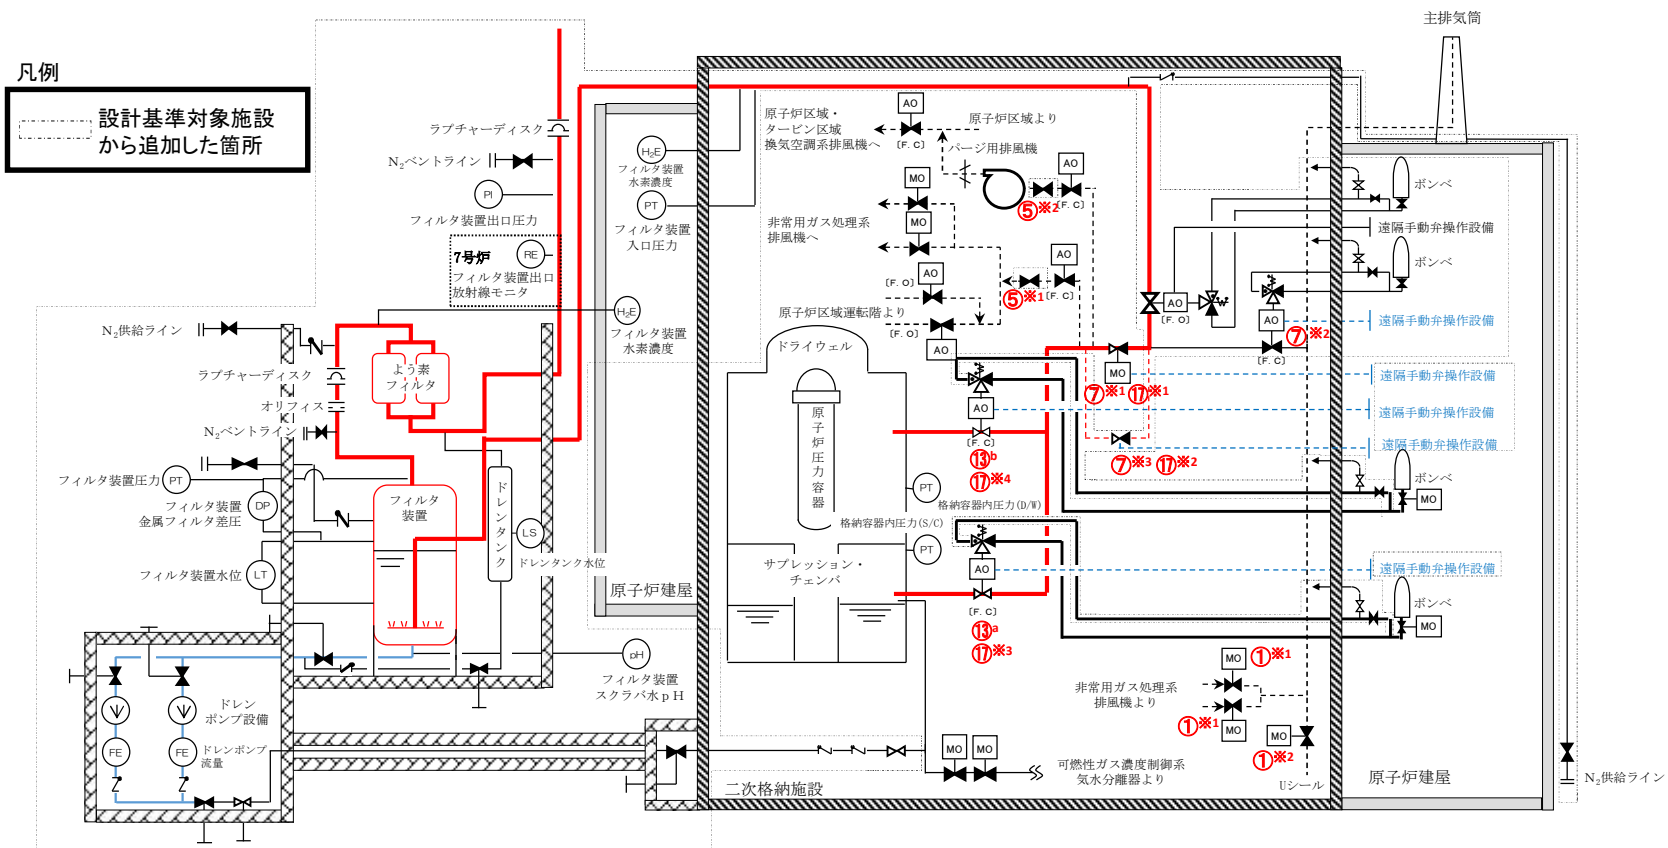 主排気筒
凡例
設計基準対象施設
から追加した箇所
ラプチャーディスク
N₂ベントライン
PI
フィルタ装置出口圧力
7号炉
RE
フィルタ装置出口
放射線モニタ
H₂E
フィルタ装置
水素濃度
PT
フィルタ装置
入口圧力
H₂E
フィルタ装置
水素濃度
原子炉建屋
N₂供給ライン
ラプチャーディスク
オリフィス
N₂ベントライン
よう素
フィルタ
フィルタ装置圧力
PT
フィルタ装置
金属フィルタ差圧
DP
フィルタ装置水位
LT
フィルタ
装置
ドレンタンク
LS
ドレンタンク水位
pH
フィルタ装置
スクラバ水pH
ドレン
ポンプ設備
FE
FE
ドレンポンプ
流量
原子炉区域・
タービン区域
換気空調系排風機へ
AO
[F. C]
原子炉区域より
パージ用排風機
MO
MO
AO
⑤※2
[F. C]
非常用ガス処理系
排風機へ
AO
[F. O]
AO
⑤※1
[F. C]
原子炉区域運転階より
[F. O]
AO
ドライウェル
原子炉圧力容器
AO
[F. C]
⑬b
⑰※4
PT
格納容器内圧力(D/W)
格納容器内圧力(S/C)
PT
サプレッション・
チェンバ
AO
[F. C]
⑬a
⑰※3
MO
⑦※1 ⑰※1
⑦※3 ⑰※2
AO
[F. O]
AO
⑦※2
[F. C]
ボンベ
遠隔手動弁操作設備
ボンベ
遠隔手動弁操作設備
遠隔手動弁操作設備
遠隔手動弁操作設備
遠隔手動弁操作設備
ボンベ
MO
遠隔手動弁操作設備
ボンベ
MO
MO
①※1
非常用ガス処理系
排風機より
①※1
MO
MO
①※2
Uシール
MO
MO
可燃性ガス濃度制御系
気水分離器より
二次格納施設
原子炉建屋
N₂供給ライン